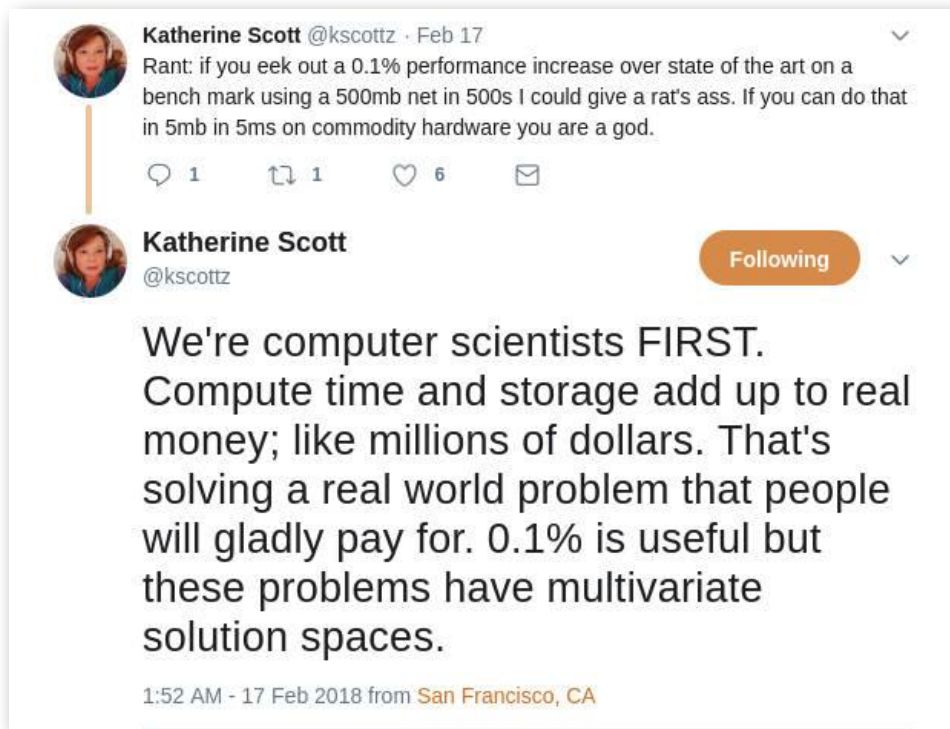 Katherine Scott @kscottz · Feb 17
Rant: if you eek out a 0.1% performance increase over state of the art on a
bench mark using a 500mb net in 500s I could give a rat's ass. If you can do that
in 5mb in 5ms on commodity hardware you are a god.
1 1 6
Katherine Scott
@kscottz
Following
We're computer scientists FIRST.
Compute time and storage add up to real
money; like millions of dollars. That's
solving a real world problem that people
will gladly pay for. 0.1% is useful but
these problems have multivariate
solution spaces.
1:52 AM - 17 Feb 2018 from San Francisco, CA